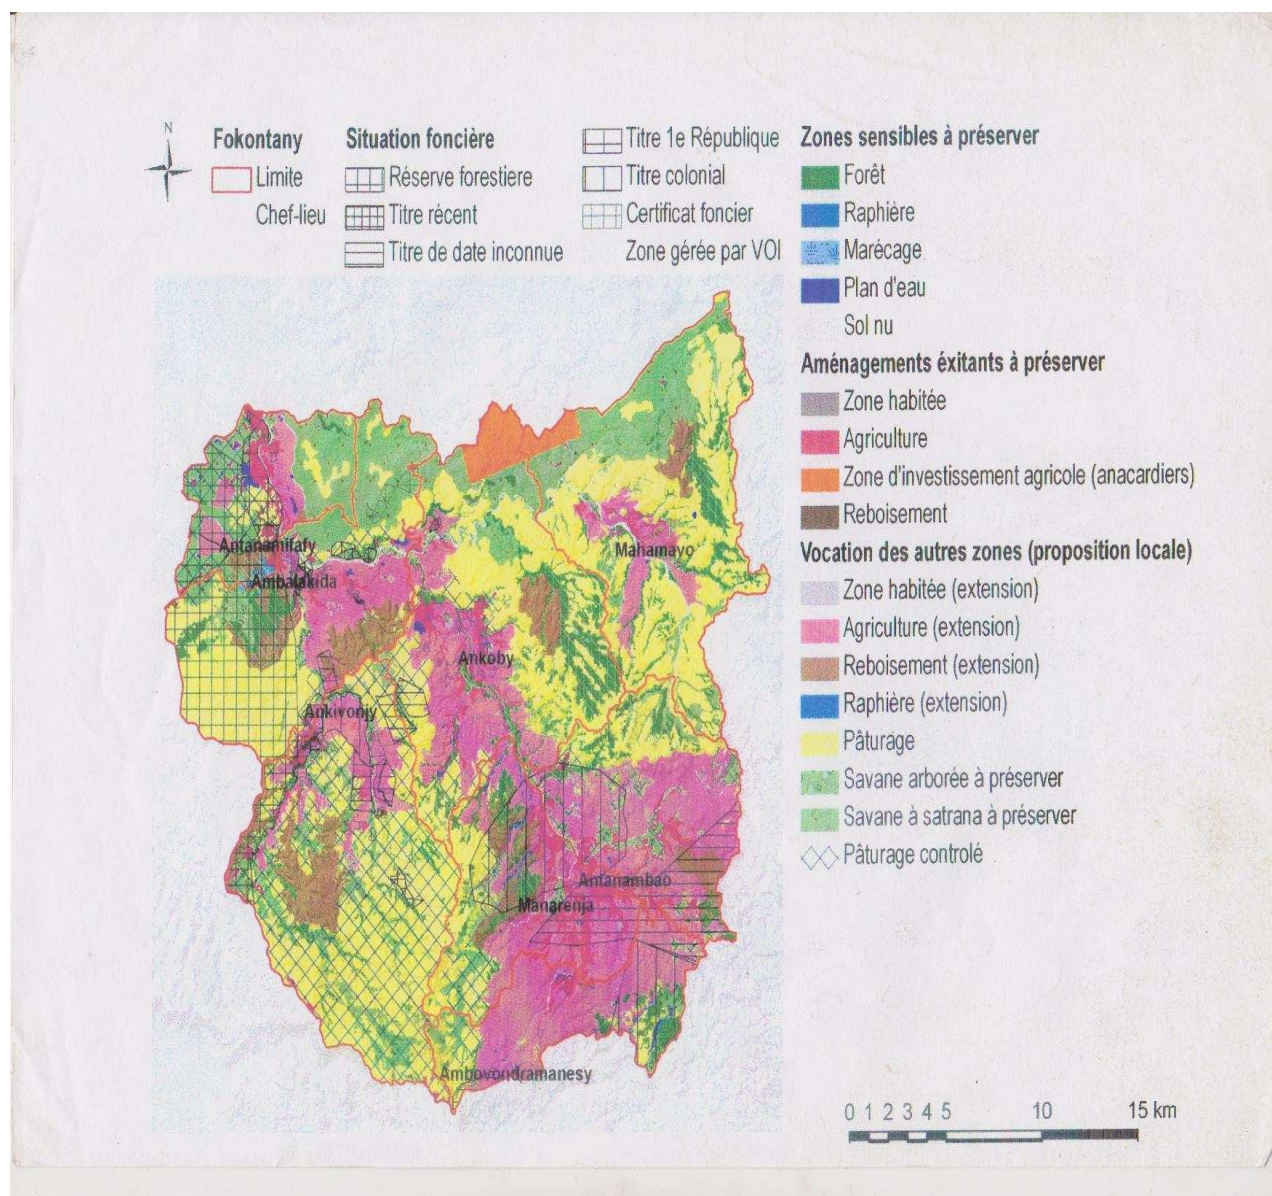 N
Fokontany
Limite
Chef-lieu
Situation foncière
Réserve forestiere
Titre récent
Titre de date inconnue
Titre 1e République
Titre colonial
Certificat foncier
Zone gérée par VOI
Zones sensibles à préserver
Forêt
Raphière
Marécage
Plan d'eau
Sol nu
Aménagements éxitants à préserver
Zone habitée
Agriculture
Zone d'investissement agricole (anacardiers)
Reboisement
Vocation des autres zones (proposition locale)
Zone habitée (extension)
Agriculture (extension)
Reboisement (extension)
Raphière (extension)
Pâturage
Savane arborée à préserver
Savane à satrana à préserver
Pâturage controlé
Antanamifafy
Mahamavo
Ambalakida
Ankoby
Ankivonjy
Antanambao
Manarenja
Ambovondramanesy
0 1 2 3 4 5 10 15 km